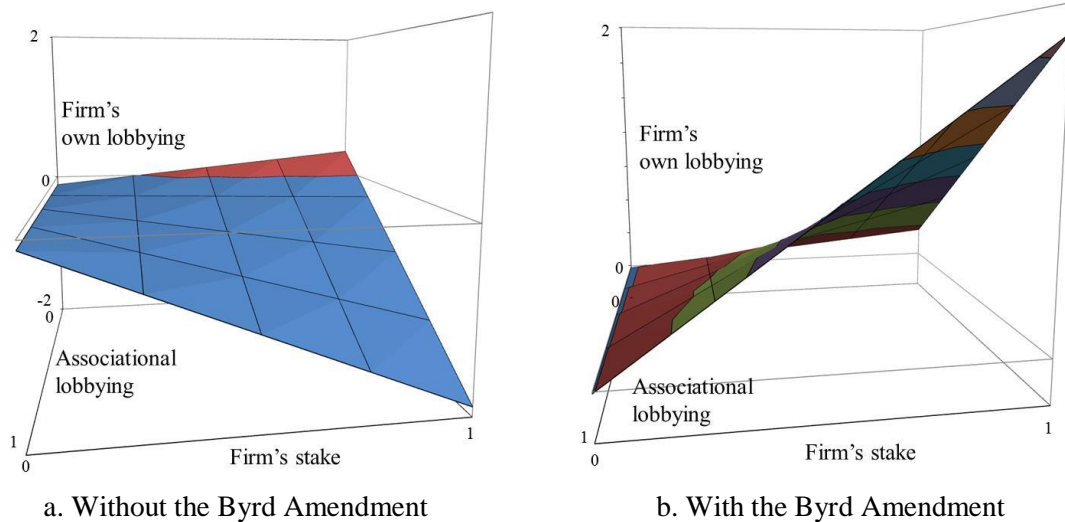 2
Firm's
own lobbying
0
-2
0
Associational
lobbying
1
0
Firm's stake
1
a. Without the Byrd Amendment
2
Firm's
own lobbying
0
0
Associational
lobbying
1
0
Firm's stake
1
b. With the Byrd Amendment